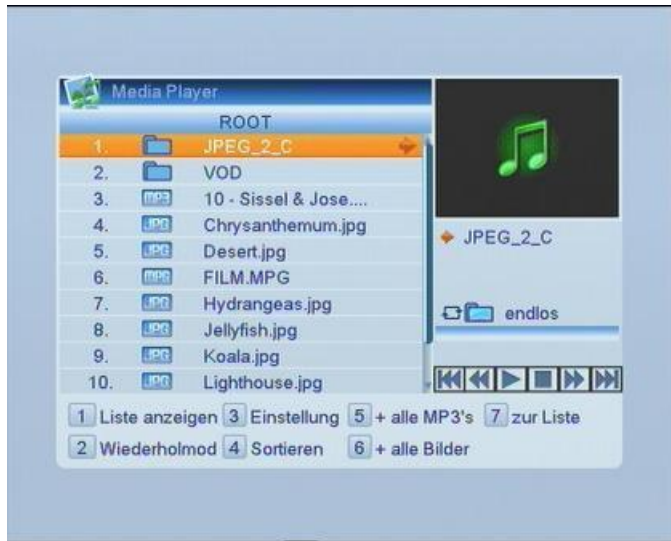 Media Player
ROOT
1. JPEG_2_C
2. VOD
3. MP3 10 - Sissel & Jose....
4. JPG Chrysanthemum.jpg
5. JPG Desert.jpg
6. MPG FILM.MPG
7. JPG Hydrangeas.jpg
8. JPG Jellyfish.jpg
9. JPG Koala.jpg
10. JPG Lighthouse.jpg
JPEG_2_C
endlos
1 Liste anzeigen 3 Einstellung 5 + alle MP3's 7 zur Liste
2 Wiederholmod 4 Sortieren 6 + alle Bilder